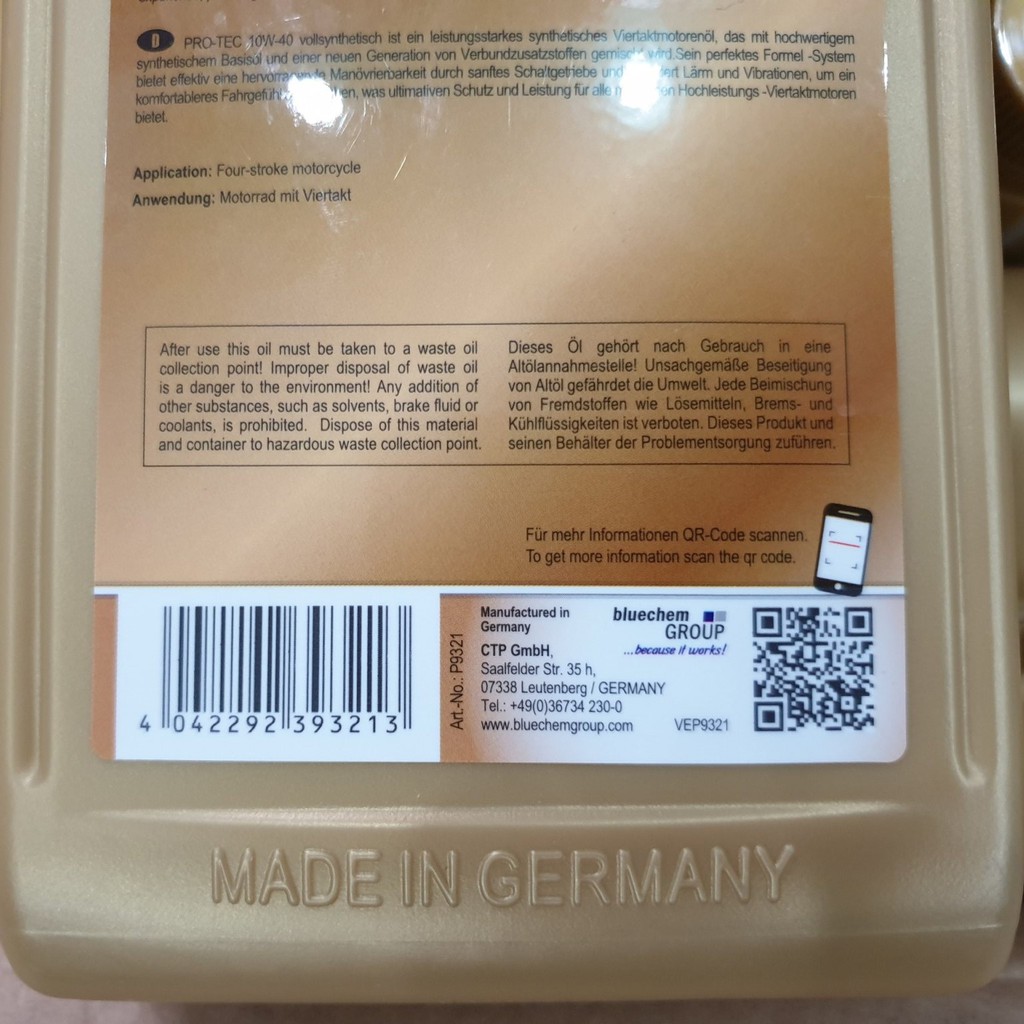 D PRO-TEC 10W-40 vollsynthetisch ist ein leistungsstarkes synthetisches Viertaktmotorenöl, das mit hochwertigem
synthetischem Basisöl und einer neuen Generation von Verbundzusatzstoffen gemischt wird.Sein perfektes Formel -System
bietet effektiv eine hervorragende Manövrierbarkeit durch sanftes Schaltgetriebe und Lärm und Vibrationen, um ein
komfortableres Fahrgefühl was ultimativen Schutz und Leistung für alle Hochleistungs -Viertaktmotoren
bietet.
Application: Four-stroke motorcycle
Anwendung: Motorrad mit Viertakt
After use this oil must be taken to a waste oil
collection point! Improper disposal of waste oil
is a danger to the environment! Any addition of
other substances, such as solvents, brake fluid or
coolants, is prohibited. Dispose of this material
and container to hazardous waste collection point.
Dieses Öl gehört nach Gebrauch in eine
Altölannahmestelle! Unsachgemäße Beseitigung
von Altöl gefährdet die Umwelt. Jede Beimischung
von Fremdstoffen wie Lösemitteln, Brems- und
Kühlflüssigkeiten ist verboten. Dieses Produkt und
seinen Behälter der Problementsorgung zuführen.
Für mehr Informationen QR-Code scannen.
To get more information scan the qr code.
4 042292 393213
Art.-No.: P9321
Manufactured in
Germany
CTP GmbH,
Saalfelder Str. 35 h,
07338 Leutenberg / GERMANY
Tel.: +49(0)36734 230-0
www.bluechemgroup.com
VEP9321
bluechem
GROUP
...because it works!
MADE IN GERMANY